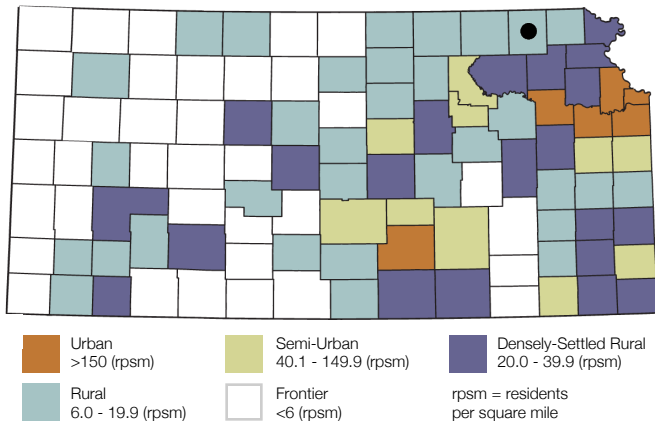 Urban
>150 (rpsm)
Semi-Urban
40.1 - 149.9 (rpsm)
Densely-Settled Rural
20.0 - 39.9 (rpsm)
Rural
6.0 - 19.9 (rpsm)
Frontier
<6 (rpsm)
rpsm = residents
per square mile